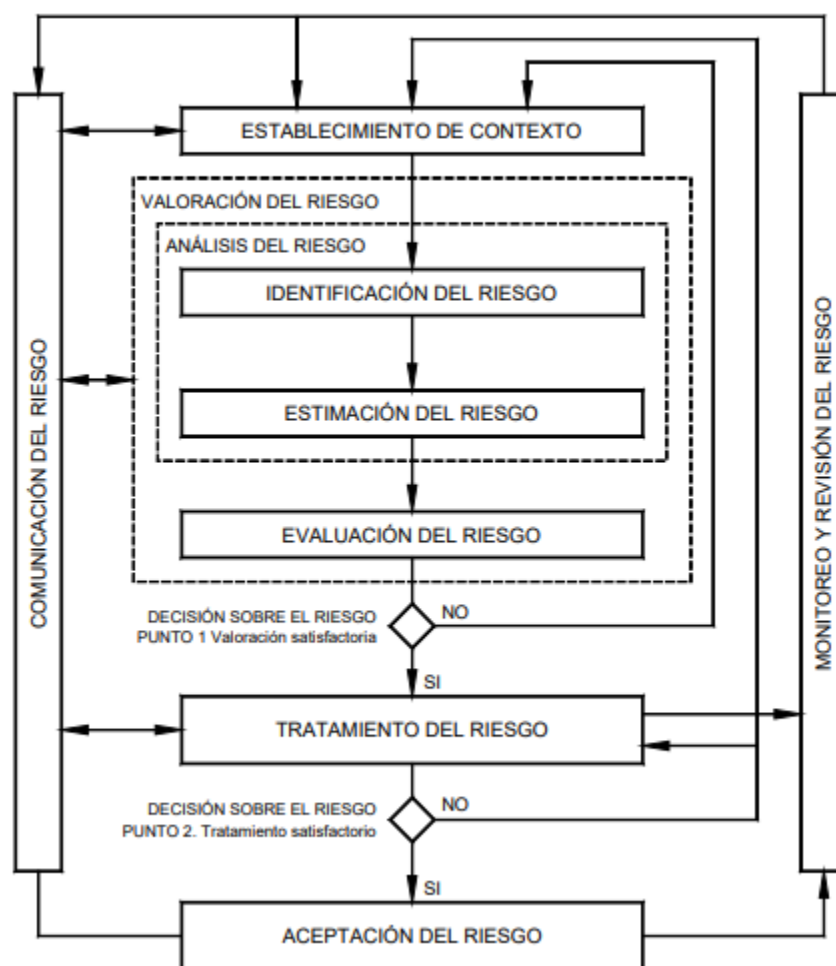 ESTABLECIMIENTO DE CONTEXTO
VALORACIÓN DEL RIESGO
ANÁLISIS DEL RIESGO
IDENTIFICACIÓN DEL RIESGO
ESTIMACIÓN DEL RIESGO
EVALUACIÓN DEL RIESGO
DECISIÓN SOBRE EL RIESGO
PUNTO 1 Valoración satisfactoria
NO
SI
TRATAMIENTO DEL RIESGO
DECISIÓN SOBRE EL RIESGO
PUNTO 2. Tratamiento satisfactorio
NO
SI
ACEPTACIÓN DEL RIESGO
COMUNICACIÓN DEL RIESGO
MONITOREO Y REVISIÓN DEL RIESGO